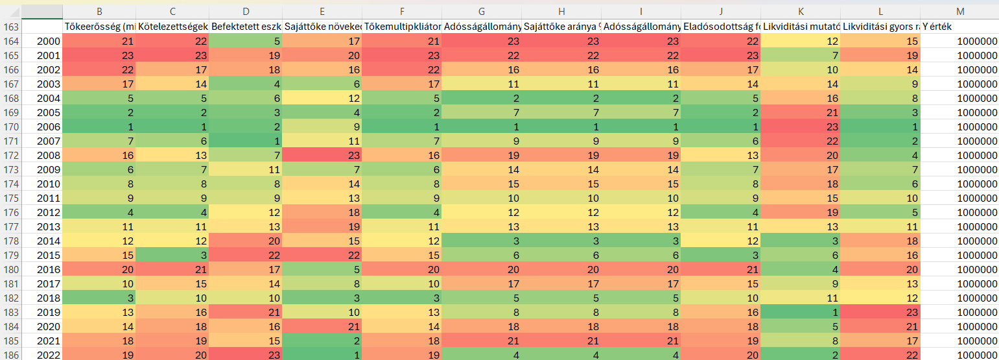 B C D E F G H I J K L M
163 Tőkeerősség (mi Kötelezettségek Befektetett eszk Sajáttőke növeked Tőkemultipkliátor Adósságállomány Sajáttőke aránya % Adósságállomány Eladósodottság fo Likviditási mutató Likviditási gyors rá Y érték
164 2000 21 22 5 17 21 23 23 23 22 12 15 1000000
165 2001 23 23 19 20 23 22 22 22 23 7 19 1000000
166 2002 22 17 18 16 22 16 16 16 17 10 14 1000000
167 2003 17 14 4 6 17 11 11 11 14 14 9 1000000
168 2004 5 5 6 12 5 2 2 2 5 16 8 1000000
169 2005 2 2 3 4 2 7 7 7 2 21 3 1000000
170 2006 1 1 2 9 1 1 1 1 1 23 1 1000000
171 2007 7 6 1 11 7 9 9 9 6 22 2 1000000
172 2008 16 13 7 23 16 19 19 19 13 20 4 1000000
173 2009 6 7 11 7 6 14 14 14 7 17 7 1000000
174 2010 8 8 8 14 8 15 15 15 8 18 6 1000000
175 2011 9 9 9 13 9 10 10 10 9 15 10 1000000
176 2012 4 4 12 18 4 12 12 12 4 19 5 1000000
177 2013 11 11 13 19 11 13 13 13 11 13 11 1000000
178 2014 12 12 20 15 12 3 3 3 12 3 18 1000000
179 2015 15 3 22 22 15 6 6 6 3 6 16 1000000
180 2016 20 21 17 5 20 20 20 20 21 4 20 1000000
181 2017 10 15 14 8 10 17 17 17 15 9 13 1000000
182 2018 3 10 10 3 3 5 5 5 10 11 12 1000000
183 2019 13 16 21 10 13 8 8 8 16 1 23 1000000
184 2020 14 18 16 21 14 18 18 18 18 5 21 1000000
185 2021 18 19 15 2 18 21 21 21 19 8 17 1000000
186 2022 19 20 23 1 19 4 4 4 20 2 22 1000000